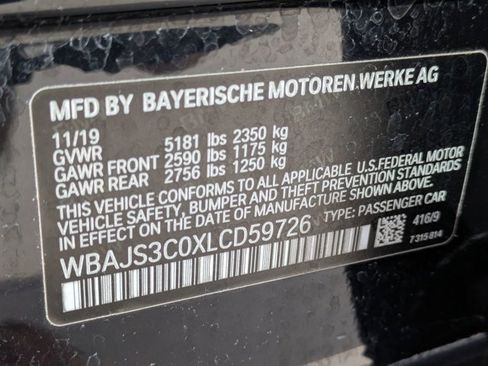 MFD BY BAYERISCHE MOTOREN WERKE AG
11/19
GVWR 5181 lbs 2350 kg
GAWR FRONT 2590 lbs 1175 kg
GAWR REAR 2756 lbs 1250 kg
THIS VEHICLE CONFORMS TO ALL APPLICABLE U.S.FEDERAL MOTOR
VEHICLE SAFETY, BUMPER AND THEFT PREVENTION STANDARDS
IN EFFECT ON THE DATE OF MANUFACTURE SHOWN ABOVE.
WBAJS3C0XLCD59726 TYPE: PASSENGER CAR
416/9
7315814